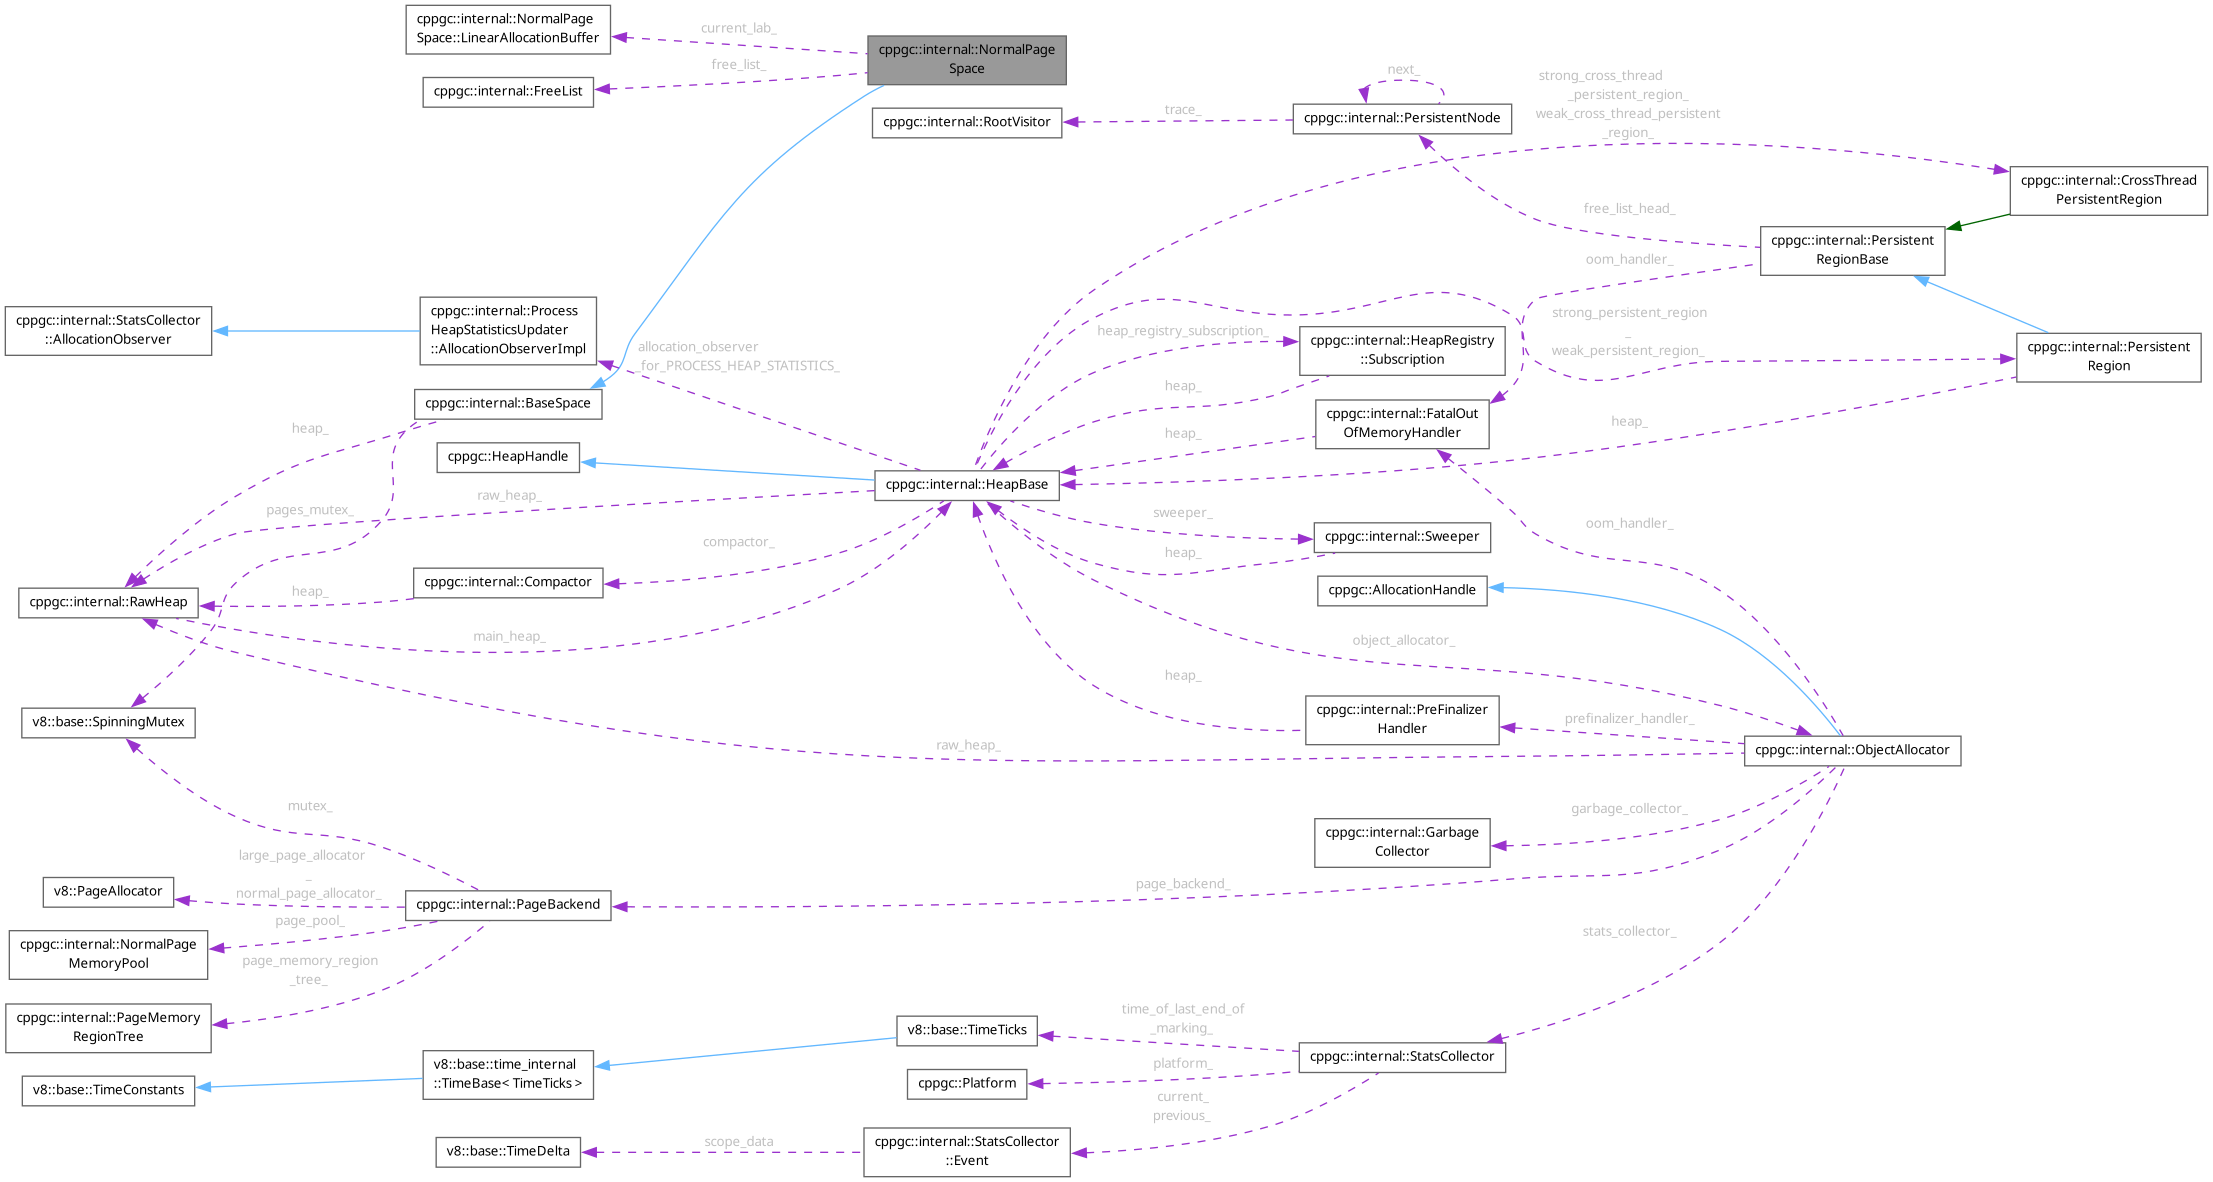 cppgc::internal::NormalPage
Space::LinearAllocationBuffer
current_lab_
cppgc::internal::NormalPage
Space
free_list_
cppgc::internal::FreeList
next_
strong_cross_thread
_persistent_region_
weak_cross_thread_persistent
_region_
cppgc::internal::RootVisitor
trace_
cppgc::internal::PersistentNode
cppgc::internal::CrossThread
PersistentRegion
free_list_head_
cppgc::internal::Persistent
RegionBase
oom_handler_
cppgc::internal::StatsCollector
::AllocationObserver
cppgc::internal::Process
HeapStatisticsUpdater
::AllocationObserverImpl
allocation_observer
_for_PROCESS_HEAP_STATISTICS_
heap_registry_subscription_
cppgc::internal::HeapRegistry
::Subscription
strong_persistent_region
_
weak_persistent_region_
cppgc::internal::Persistent
Region
heap_
cppgc::internal::BaseSpace
heap_
cppgc::internal::FatalOut
OfMemoryHandler
heap_
heap_
cppgc::HeapHandle
cppgc::internal::HeapBase
raw_heap_
pages_mutex_
sweeper_
oom_handler_
compactor_
cppgc::internal::Sweeper
heap_
cppgc::internal::Compactor
heap_
cppgc::AllocationHandle
cppgc::internal::RawHeap
main_heap_
object_allocator_
heap_
v8::base::SpinningMutex
cppgc::internal::PreFinalizer
Handler
prefinalizer_handler_
raw_heap_
cppgc::internal::ObjectAllocator
mutex_
garbage_collector_
cppgc::internal::Garbage
Collector
large_page_allocator
_
normal_page_allocator_
v8::PageAllocator
cppgc::internal::PageBackend
page_backend_
page_pool_
cppgc::internal::NormalPage
MemoryPool
stats_collector_
page_memory_region
_tree_
cppgc::internal::PageMemory
RegionTree
time_of_last_end_of
_marking_
v8::base::TimeTicks
cppgc::internal::StatsCollector
v8::base::time_internal
::TimeBase< TimeTicks >
v8::base::TimeConstants
platform_
cppgc::Platform
current_
previous_
scope_data
v8::base::TimeDelta
cppgc::internal::StatsCollector
::Event